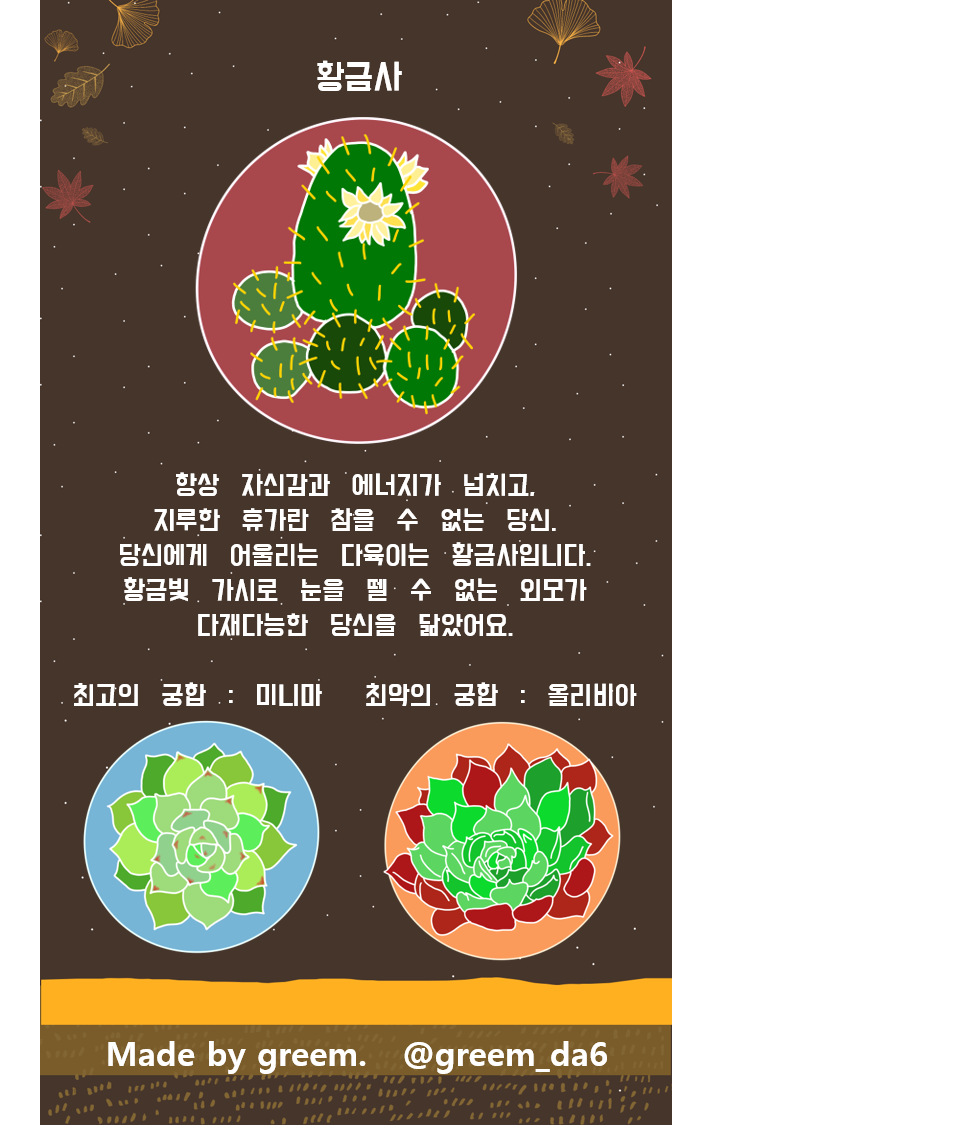 황금사
항상 자신감과 에너지가 넘치고,
지루한 휴가란 참을 수 없는 당신.
당신에게 어울리는 다육이는 황금사입니다.
황금빛 가시로 눈을 뗄 수 없는 외모가
다재다능한 당신을 닮았어요.
최고의 궁합 : 미니마 최악의 궁합 : 올리비아
Made by greem. @greem_da6